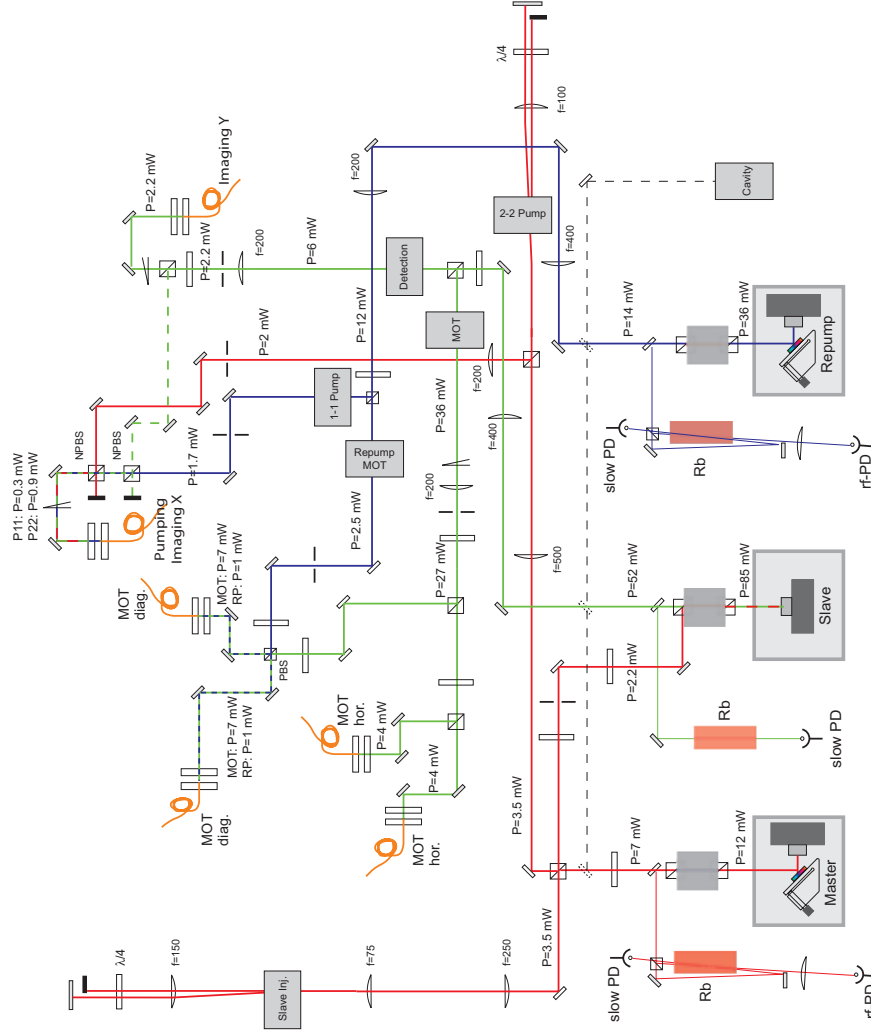 λ/4
f=100
P=2.2 mW
Imaging Y
f=200
P=2.2 mW
f=200
P=6 mW
2-2 Pump
Cavity
f=400
Detection
P=12 mW
P=2 mW
MOT
P=14 mW
P=36 mW
Repump
f=200
1-1 Pump
P=36 mW
NPBS
NPBS
P=1.7 mW
f=400
slow PD
Rb
rf-PD
P11: P=0.3 mW
P22: P=0.9 mW
Repump
MOT
f=200
Pumping
Imaging X
P=2.5 mW
f=500
P=27 mW
P=52 mW
P=85 mW
Slave
MOT
diag.
MOT: P=7 mW
RP: P=1 mW
PBS
P=2.2 mW
Rb
slow PD
MOT: P=7 mW
RP: P=1 mW
MOT
hor.
P=4 mW
MOT
diag.
P=4 mW
MOT
hor.
P=3.5 mW
P=7 mW
P=12 mW
Master
λ/4
f=150
Slave Inj.
f=75
f=250
P=3.5 mW
slow PD
Rb
rf-PD